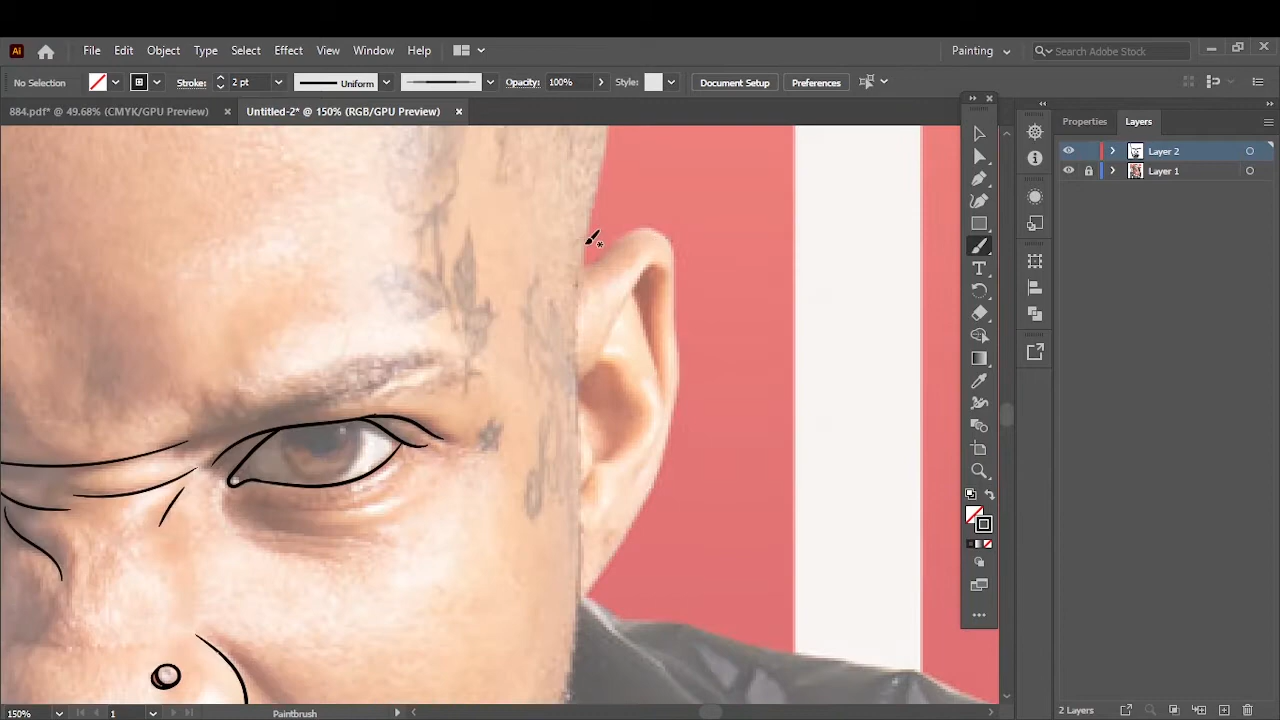 Ai File Edit Object Type Select Effect View Window Help Painting Search Adobe Stock
No Selection Stroke: 2 pt Uniform Opacity: 100% Style: Document Setup Preferences
884.pdf* @ 49.68% (CMYK/GPU Preview) Untitled-2* @ 150% (RGB/GPU Preview)
Properties Layers
Layer 2
Layer 1
150% 1 Paintbrush 2 Layers